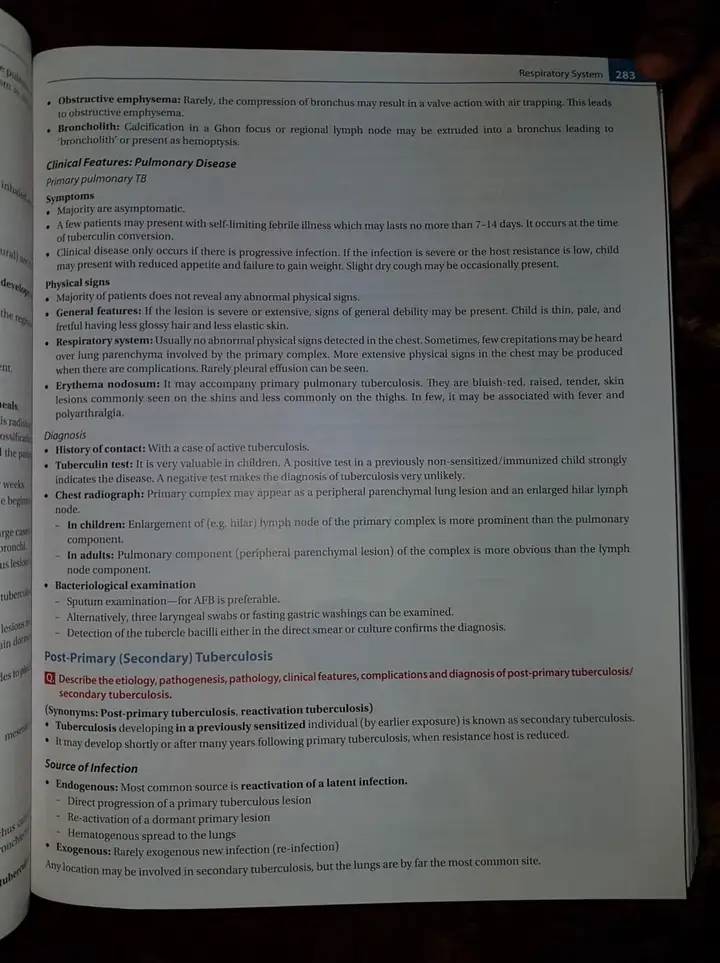 Respiratory System 283
• Obstructive emphysema: Rarely, the compression of bronchus may result in a valve action with air trapping. This leads
to obstructive emphysema.
• Broncholith: Calcification in a Ghon focus or regional lymph node may be extruded into a bronchus leading to
'broncholith' or present as hemoptysis.
Clinical Features: Pulmonary Disease
Primary pulmonary TB
Symptoms
• Majority are asymptomatic.
• A few patients may present with self-limiting febrile illness which may lasts no more than 7–14 days. It occurs at the time
of tuberculin conversion.
• Clinical disease only occurs if there is progressive infection. If the infection is severe or the host resistance is low, child
may present with reduced appetite and failure to gain weight. Slight dry cough may be occasionally present.
Physical signs
• Majority of patients does not reveal any abnormal physical signs.
• General features: If the lesion is severe or extensive, signs of general debility may be present. Child is thin, pale, and
fretful having less glossy hair and less elastic skin.
• Respiratory system: Usually no abnormal physical signs detected in the chest. Sometimes, few crepitations may be heard
over lung parenchyma involved by the primary complex. More extensive physical signs in the chest may be produced
when there are complications. Rarely pleural effusion can be seen.
• Erythema nodosum: It may accompany primary pulmonary tuberculosis. They are bluish-red, raised, tender, skin
lesions commonly seen on the shins and less commonly on the thighs. In few, it may be associated with fever and
polyarthralgia.
Diagnosis
• History of contact: With a case of active tuberculosis.
• Tuberculin test: It is very valuable in children. A positive test in a previously non-sensitized/immunized child strongly
indicates the disease. A negative test makes the diagnosis of tuberculosis very unlikely.
• Chest radiograph: Primary complex may appear as a peripheral parenchymal lung lesion and an enlarged hilar lymph
node.
– In children: Enlargement of (e.g. hilar) lymph node of the primary complex is more prominent than the pulmonary
component.
– In adults: Pulmonary component (peripheral parenchymal lesion) of the complex is more obvious than the lymph
node component.
• Bacteriological examination
– Sputum examination—for AFB is preferable.
– Alternatively, three laryngeal swabs or fasting gastric washings can be examined.
– Detection of the tubercle bacilli either in the direct smear or culture confirms the diagnosis.
Post-Primary (Secondary) Tuberculosis
Q. Describe the etiology, pathogenesis, pathology, clinical features, complications and diagnosis of post-primary tuberculosis/
secondary tuberculosis.
(Synonyms: Post-primary tuberculosis, reactivation tuberculosis)
• Tuberculosis developing in a previously sensitized individual (by earlier exposure) is known as secondary tuberculosis.
• It may develop shortly or after many years following primary tuberculosis, when resistance host is reduced.
Source of Infection
• Endogenous: Most common source is reactivation of a latent infection.
– Direct progression of a primary tuberculous lesion
– Re-activation of a dormant primary lesion
– Hematogenous spread to the lungs
• Exogenous: Rarely exogenous new infection (re-infection)
Any location may be involved in secondary tuberculosis, but the lungs are by far the most common site.